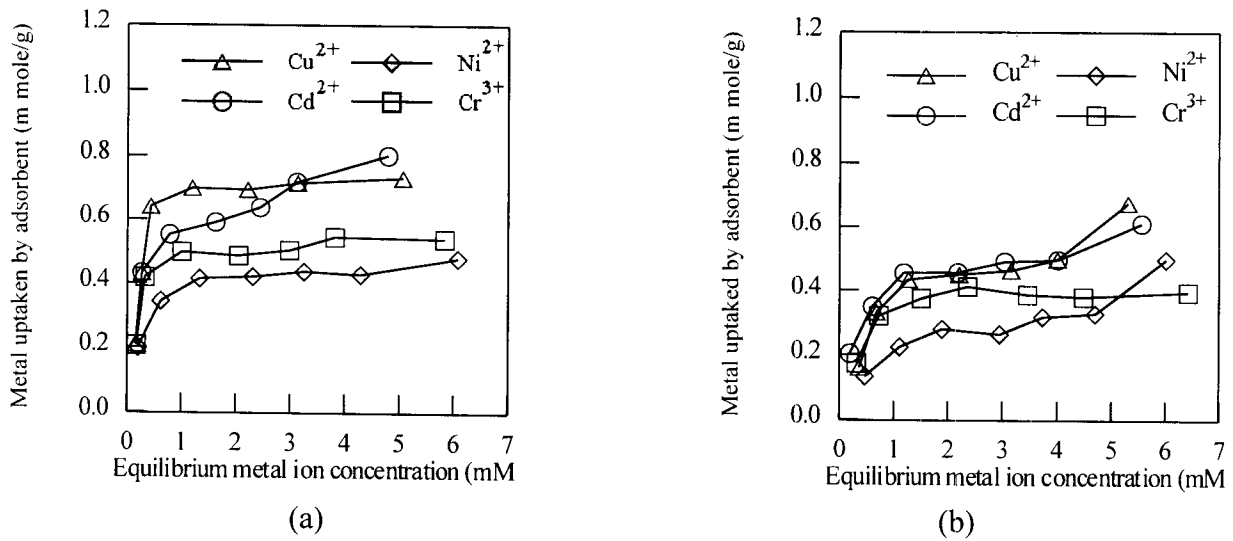 Metal uptaken by adsorbent (m mole/g)
1.2
1.0
0.8
0.6
0.4
0.2
0.0
Cu2+ Ni2+
Cd2+ Cr3+
0 1 2 3 4 5 6 7
Equilibrium metal ion concentration (mM
(a)
Metal uptaked by adsorbent (m mole/g)
1.2
1.0
0.8
0.6
0.4
0.2
0.0
Cu2+ Ni2+
Cd2+ Cr3+
0 1 2 3 4 5 6 7
Equilibrium metal ion concentration (mM
(b)